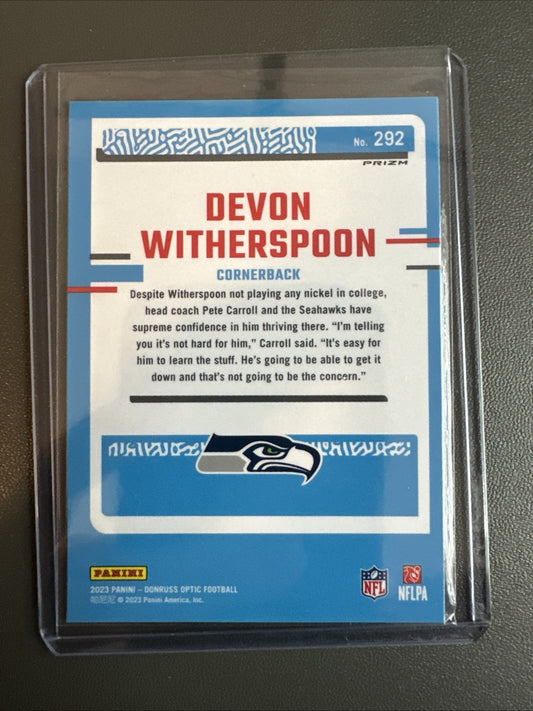 No. 292
PRIZM
DEVON
WITHERSPOON
CORNERBACK
Despite Witherspoon not playing any nickel in college,
head coach Pete Carroll and the Seahawks have
supreme confidence in him thriving there. “I’m telling
you it’s not hard for him,” Carroll said. “It’s easy for
him to learn the stuff. He’s going to be able to get it
down and that’s not going to be the concern.”
PANINI
2023 PANINI – DONRUSS OPTIC FOOTBALL
© 2023 Panini America, Inc.
NFL
NFLPA